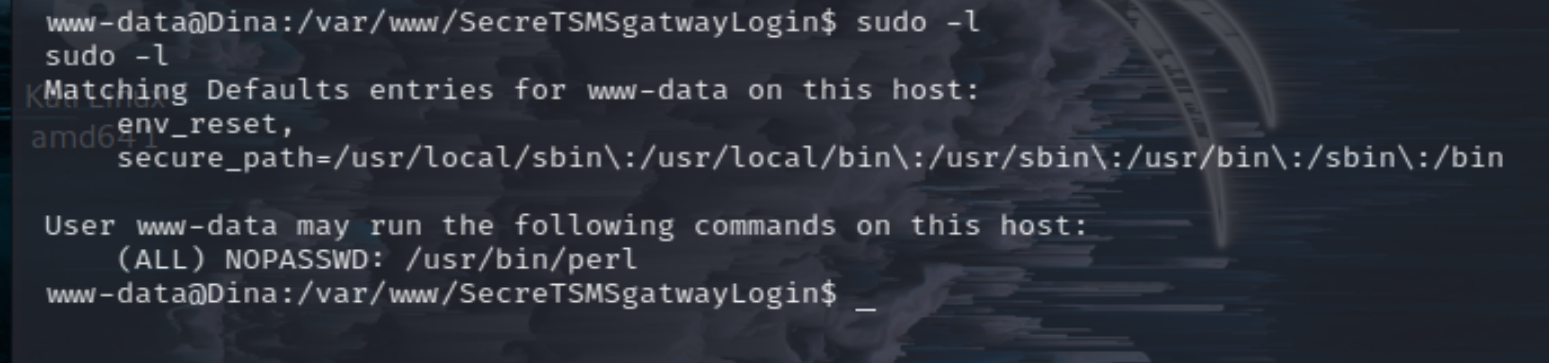 www-data@Dina:/var/www/SecreTSMSgatwayLogin$ sudo -l
sudo -l
Matching Defaults entries for www-data on this host:
    env_reset,
    secure_path=/usr/local/sbin\:/usr/local/bin\:/usr/sbin\:/usr/bin\:/sbin\:/bin

User www-data may run the following commands on this host:
    (ALL) NOPASSWD: /usr/bin/perl
www-data@Dina:/var/www/SecreTSMSgatwayLogin$ _
Kali Linux
amd64 1